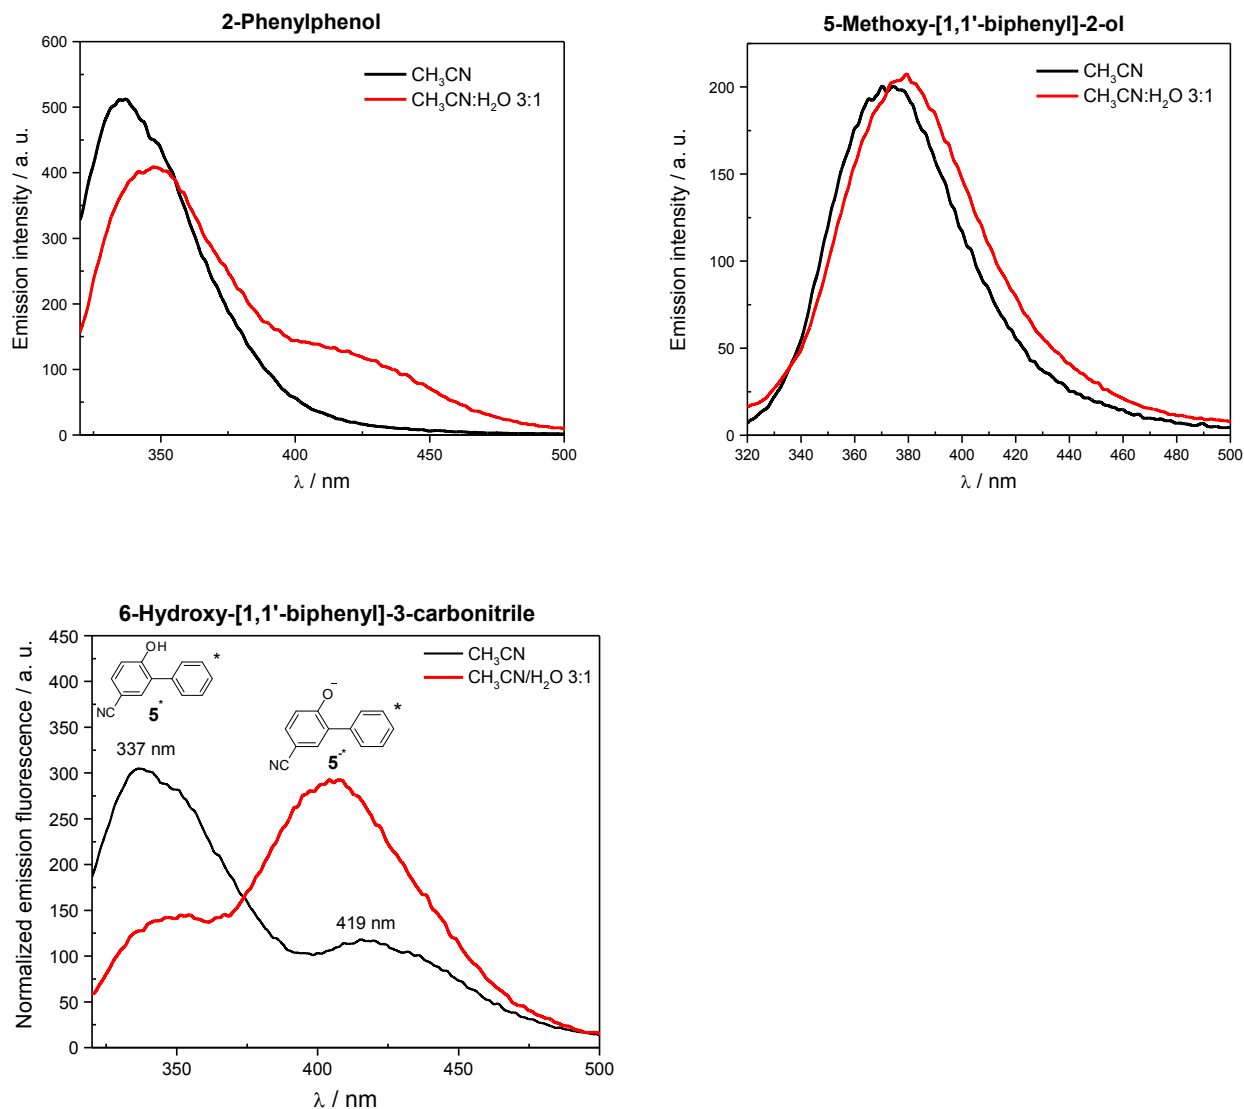 2-Phenylphenol
600
500
400
300
200
100
0
350
400
450
500
Emission intensity / a. u.
λ / nm
CH₃CN
CH₃CN:H₂O 3:1
5-Methoxy-[1,1'-biphenyl]-2-ol
200
150
100
50
0
320
340
360
380
400
420
440
460
480
500
Emission intensity / a. u.
λ / nm
CH₃CN
CH₃CN:H₂O 3:1
6-Hydroxy-[1,1'-biphenyl]-3-carbonitrile
450
400
350
300
250
200
150
100
50
0
350
400
450
500
Normalized emission fluorescence / a. u.
λ / nm
CH₃CN
CH₃CN/H₂O 3:1
OH
*
NC
5*
337 nm
O⁻
*
NC
5⁻*
419 nm